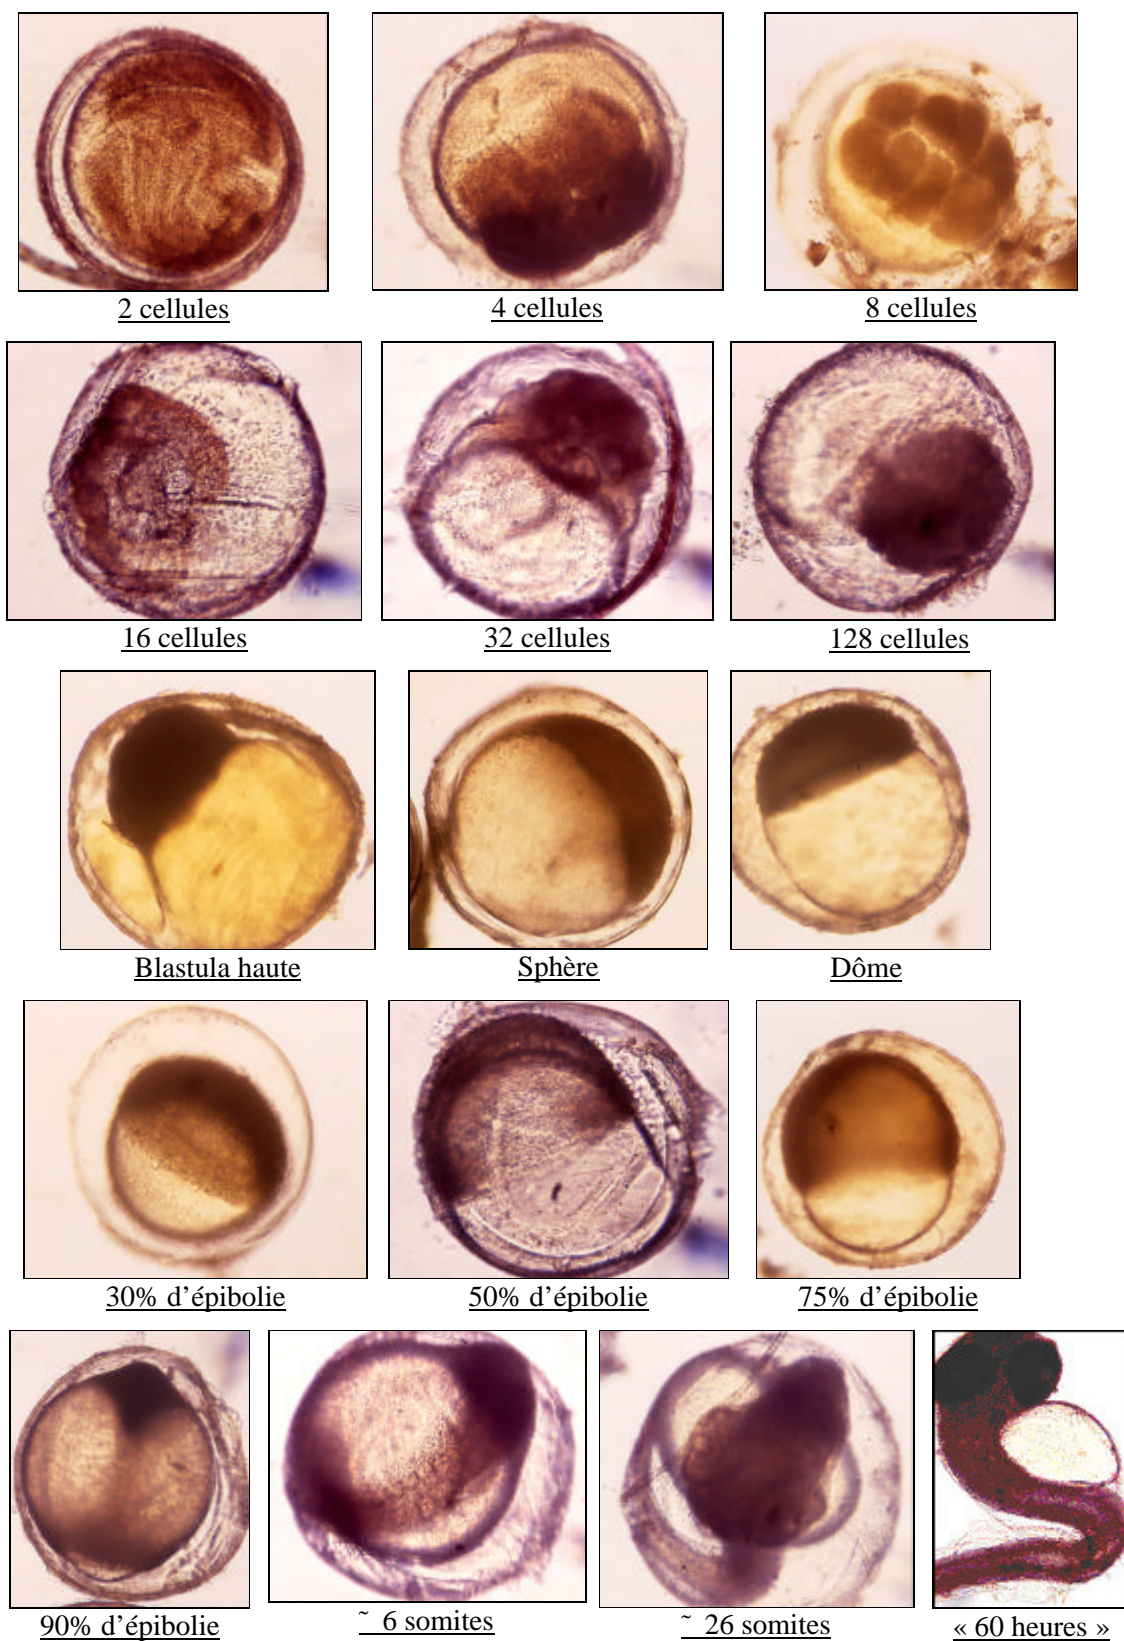 2 cellules
4 cellules
8 cellules
16 cellules
32 cellules
128 cellules
Blastula haute
Sphère
Dôme
30% d’épibolie
50% d’épibolie
75% d’épibolie
90% d’épibolie
˜ 6 somites
˜ 26 somites
« 60 heures »